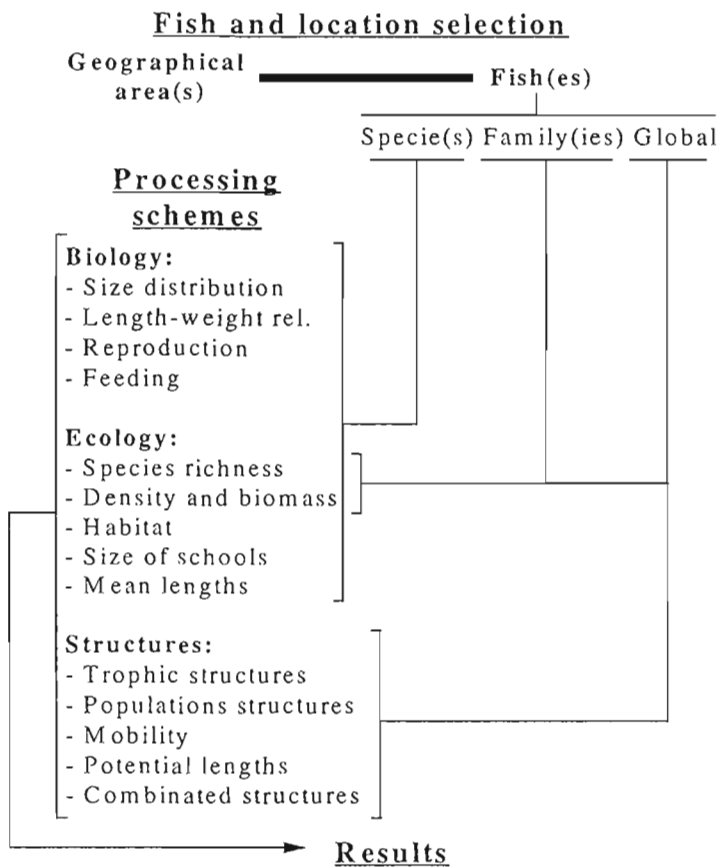 Fish and location selection
Geographical
area(s)
Fish(es)
Specie(s) Family(ies) Global
Processing
schemes
Biology:
- Size distribution
- Length-weight rel.
- Reproduction
- Feeding
Ecology:
- Species richness
- Density and biomass
- Habitat
- Size of schools
- Mean lengths
Structures:
- Trophic structures
- Populations structures
- Mobility
- Potential lengths
- Combinated structures
Results